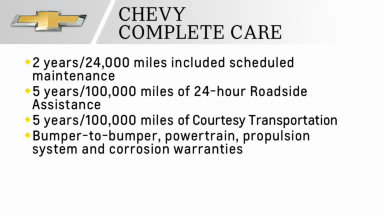 CHEVY
COMPLETE CARE
2 years/24,000 miles included scheduled
maintenance
5 years/100,000 miles of 24-hour Roadside
Assistance
5 years/100,000 miles of Courtesy Transportation
Bumper-to-bumper, powertrain, propulsion
system and corrosion warranties